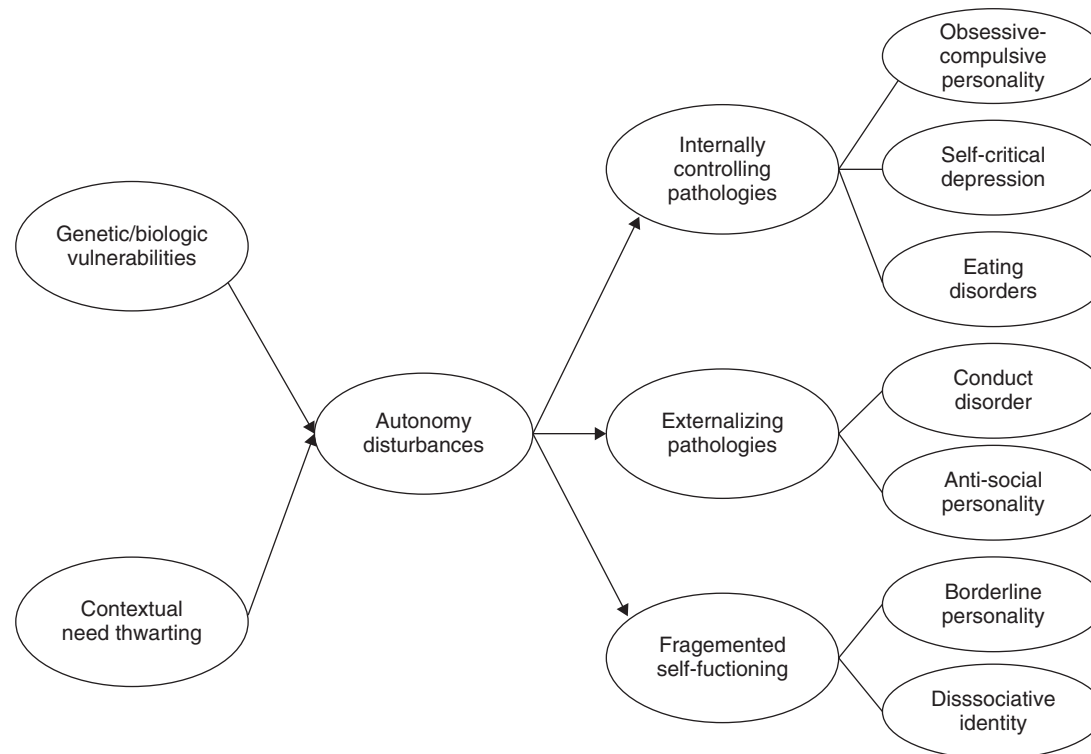 Genetic/biologic
vulnerabilities
Contextual
need thwarting
Autonomy
disturbances
Internally
controlling
pathologies
Externalizing
pathologies
Fragemented
self-fuctioning
Obsessive-
compulsive
personality
Self-critical
depression
Eating
disorders
Conduct
disorder
Anti-social
personality
Borderline
personality
Disssociative
identity